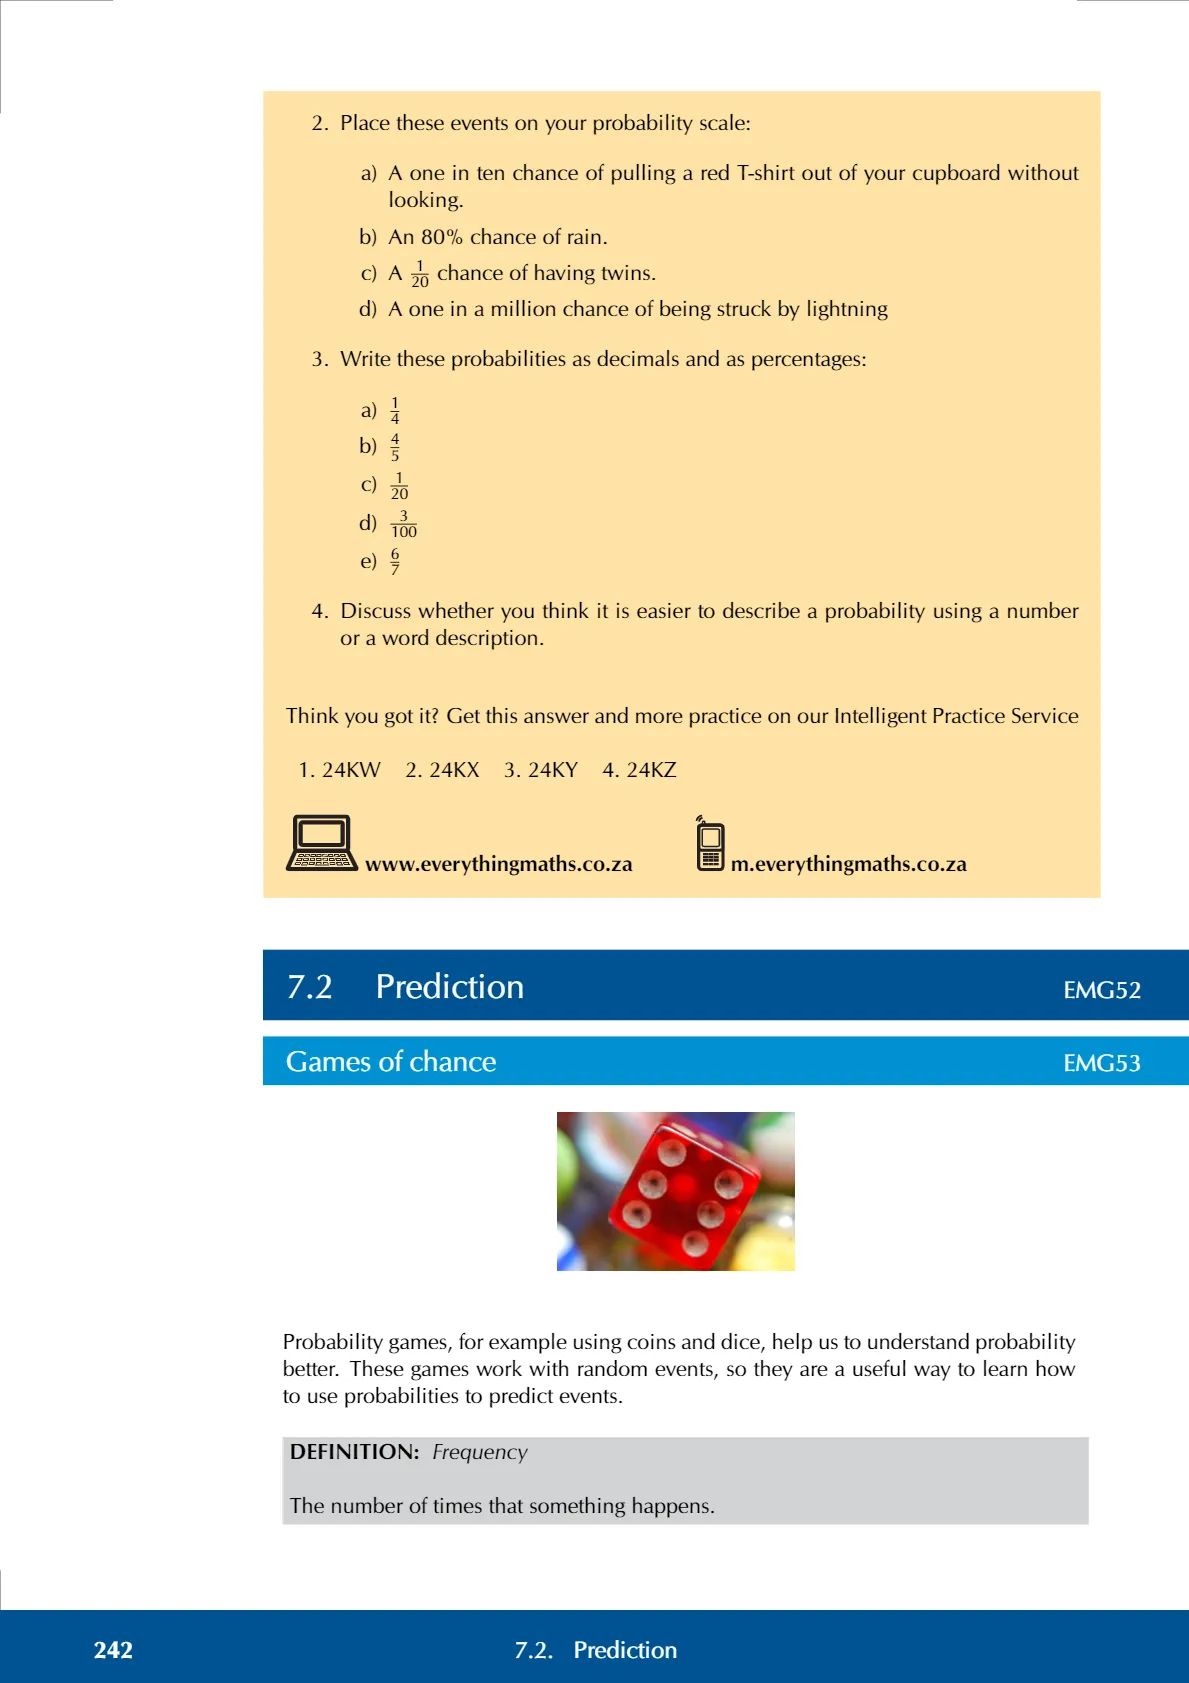 2. Place these events on your probability scale:
a) A one in ten chance of pulling a red T-shirt out of your cupboard without
looking.
b) An 80% chance of rain.
c) A 1/20 chance of having twins.
d) A one in a million chance of being struck by lightning
3. Write these probabilities as decimals and as percentages:
a) 1/4
b) 4/5
c) 1/20
d) 3/100
e) 6/7
4. Discuss whether you think it is easier to describe a probability using a number
or a word description.
Think you got it? Get this answer and more practice on our Intelligent Practice Service
1. 24KW 2. 24KX 3. 24KY 4. 24KZ
www.everythingmaths.co.za m.everythingmaths.co.za
7.2 Prediction EMG52
Games of chance EMG53
Probability games, for example using coins and dice, help us to understand probability
better. These games work with random events, so they are a useful way to learn how
to use probabilities to predict events.
DEFINITION: Frequency
The number of times that something happens.
242 7.2. Prediction